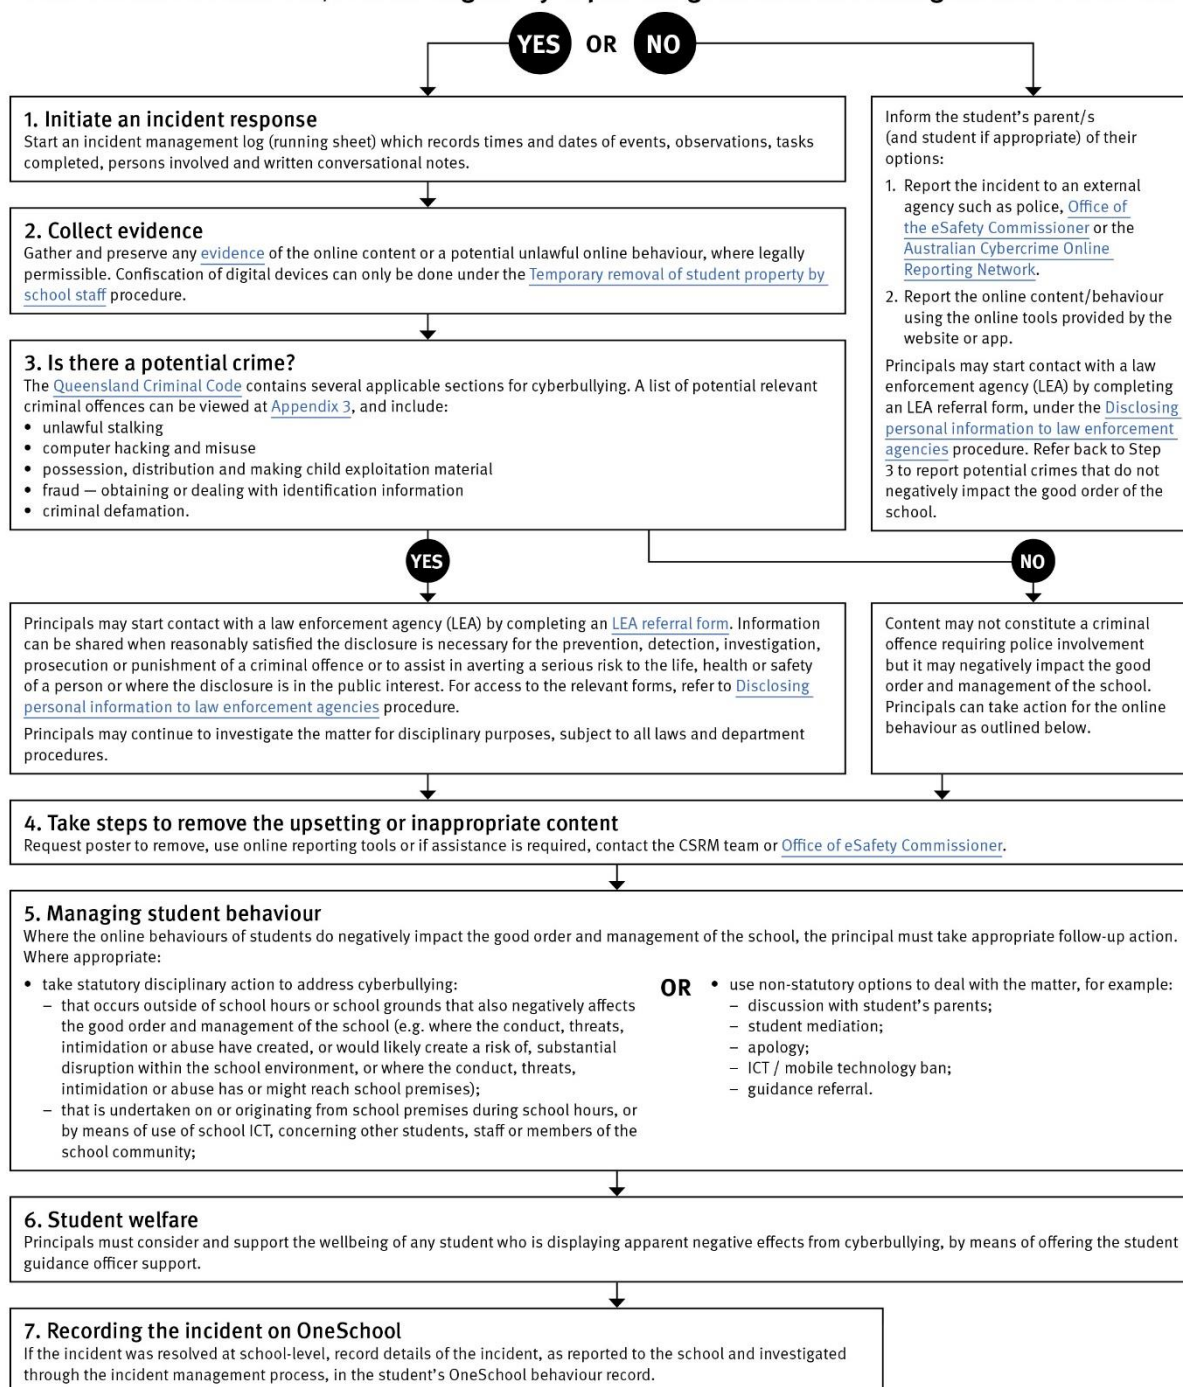 YES OR NO
1. Initiate an incident response
Start an incident management log (running sheet) which records times and dates of events, observations, tasks
completed, persons involved and written conversational notes.
2. Collect evidence
Gather and preserve any evidence of the online content or a potential unlawful online behaviour, where legally
permissible. Confiscation of digital devices can only be done under the Temporary removal of student property by
school staff procedure.
3. Is there a potential crime?
The Queensland Criminal Code contains several applicable sections for cyberbullying. A list of potential relevant
criminal offences can be viewed at Appendix 3, and include:
• unlawful stalking
• computer hacking and misuse
• possession, distribution and making child exploitation material
• fraud — obtaining or dealing with identification information
• criminal defamation.
Inform the student's parent/s
(and student if appropriate) of their
options:
1. Report the incident to an external
agency such as police, Office of
the eSafety Commissioner or the
Australian Cybercrime Online
Reporting Network.
2. Report the online content/behaviour
using the online tools provided by the
website or app.
Principals may start contact with a law
enforcement agency (LEA) by completing
an LEA referral form, under the Disclosing
personal information to law enforcement
agencies procedure. Refer back to Step
3 to report potential crimes that do not
negatively impact the good order of the
school.
YES
NO
Principals may start contact with a law enforcement agency (LEA) by completing an LEA referral form. Information
can be shared when reasonably satisfied the disclosure is necessary for the prevention, detection, investigation,
prosecution or punishment of a criminal offence or to assist in averting a serious risk to the life, health or safety
of a person or where the disclosure is in the public interest. For access to the relevant forms, refer to Disclosing
personal information to law enforcement agencies procedure.
Principals may continue to investigate the matter for disciplinary purposes, subject to all laws and department
procedures.
Content may not constitute a criminal
offence requiring police involvement
but it may negatively impact the good
order and management of the school.
Principals can take action for the online
behaviour as outlined below.
4. Take steps to remove the upsetting or inappropriate content
Request poster to remove, use online reporting tools or if assistance is required, contact the CSRM team or Office of eSafety Commissioner.
5. Managing student behaviour
Where the online behaviours of students do negatively impact the good order and management of the school, the principal must take appropriate follow-up action.
Where appropriate:
• take statutory disciplinary action to address cyberbullying:
– that occurs outside of school hours or school grounds that also negatively affects
the good order and management of the school (e.g. where the conduct, threats,
intimidation or abuse have created, or would likely create a risk of, substantial
disruption within the school environment, or where the conduct, threats,
intimidation or abuse has or might reach school premises);
– that is undertaken on or originating from school premises during school hours, or
by means of use of school ICT, concerning other students, staff or members of the
school community;
OR
• use non-statutory options to deal with the matter, for example:
– discussion with student's parents;
– student mediation;
– apology;
– ICT / mobile technology ban;
– guidance referral.
6. Student welfare
Principals must consider and support the wellbeing of any student who is displaying apparent negative effects from cyberbullying, by means of offering the student
guidance officer support.
7. Recording the incident on OneSchool
If the incident was resolved at school-level, record details of the incident, as reported to the school and investigated
through the incident management process, in the student's OneSchool behaviour record.